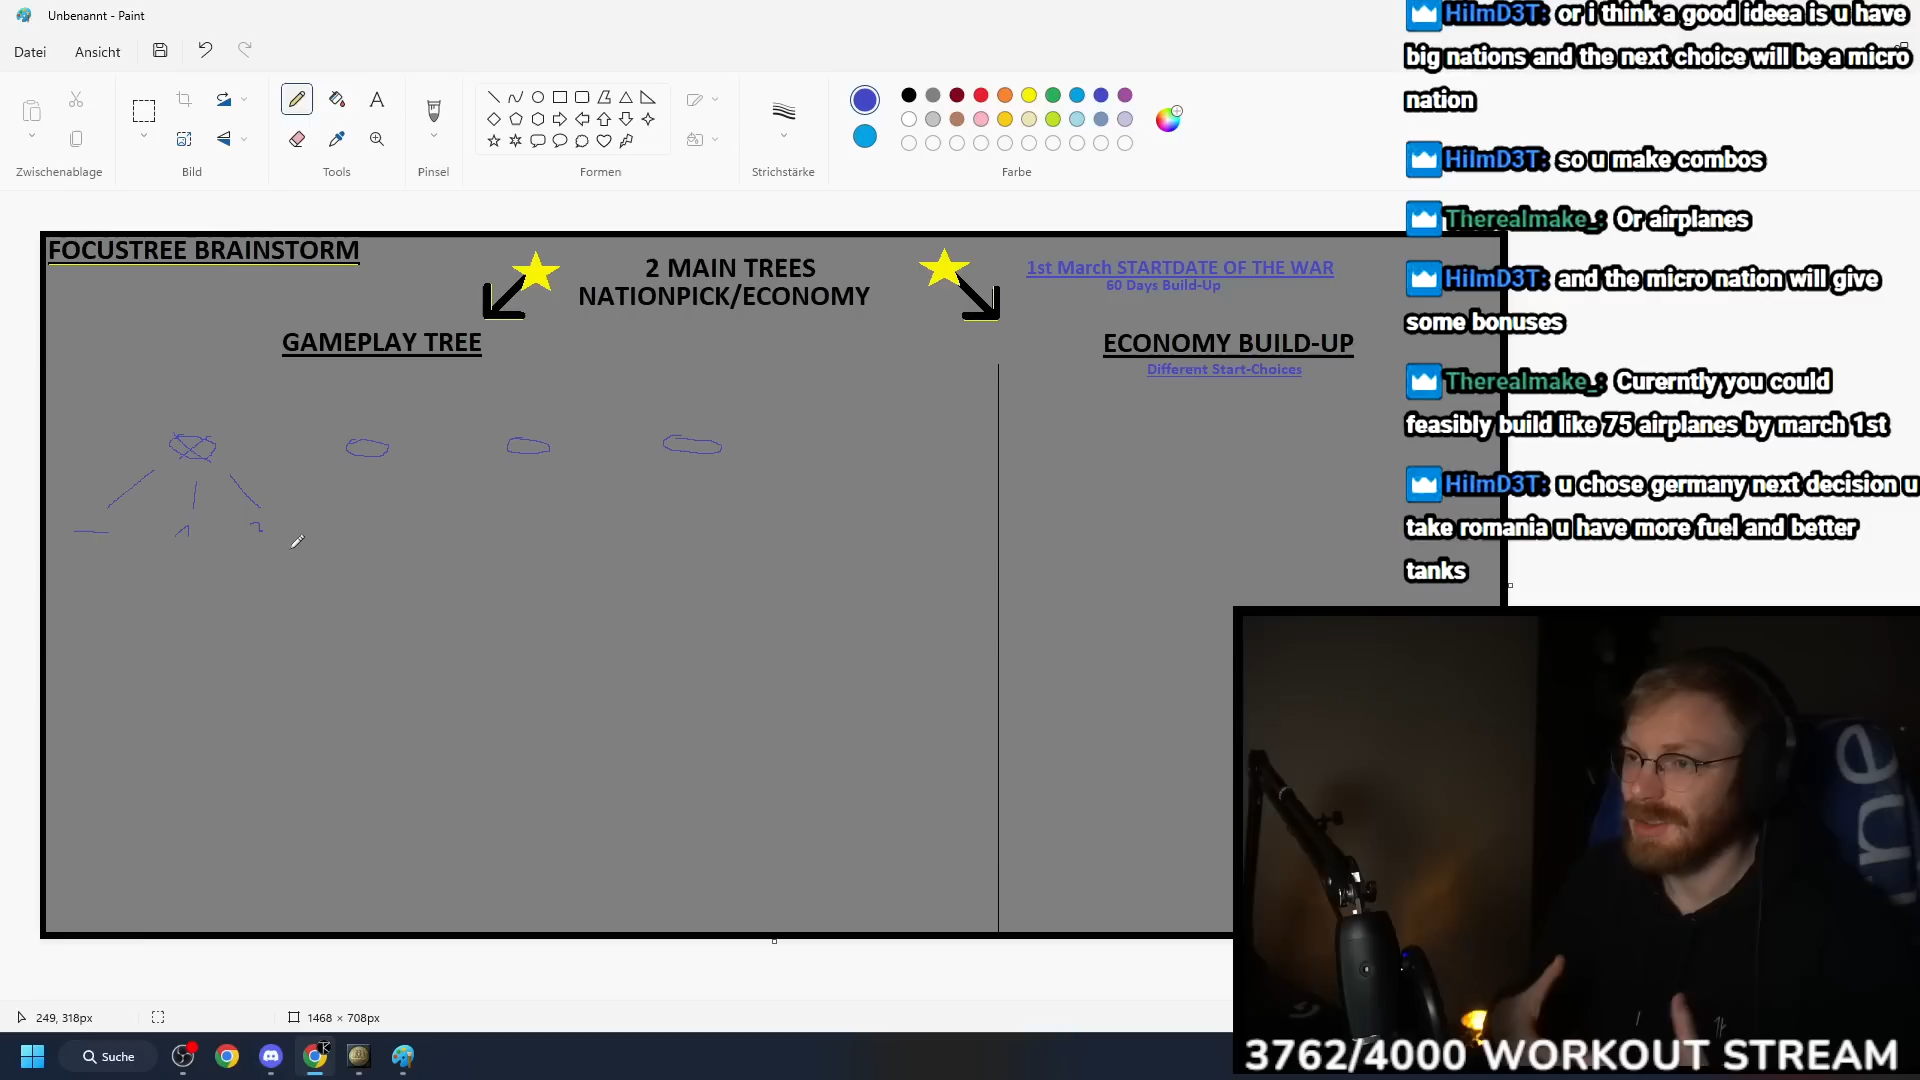 Unbenannt - Paint
Datei
Ansicht
Zwischenablage
Bild
Tools
Pinsel
Formen
Strichstärke
Farbe
FOCUSTREE BRAINSTORM
2 MAIN TREES
NATIONPICK/ECONOMY
1st March STARTDATE OF THE WAR
60 Days Build-Up
GAMEPLAY TREE
ECONOMY BUILD-UP
Different Start-Choices
HilmD3T: or i think a good ideea is u have
big nations and the next choice will be a micro
nation
HilmD3T: so u make combos
Therealmake_: Or airplanes
HilmD3T: and the micro nation will give
some bonuses
Therealmake_: Curerntly you could
feasibly build like 75 airplanes by march 1st
HilmD3T: u chose germany next decision u
take romania u have more fuel and better
tanks
249, 318px
1468 × 708px
Suche
3762/4000 WORKOUT STREAM